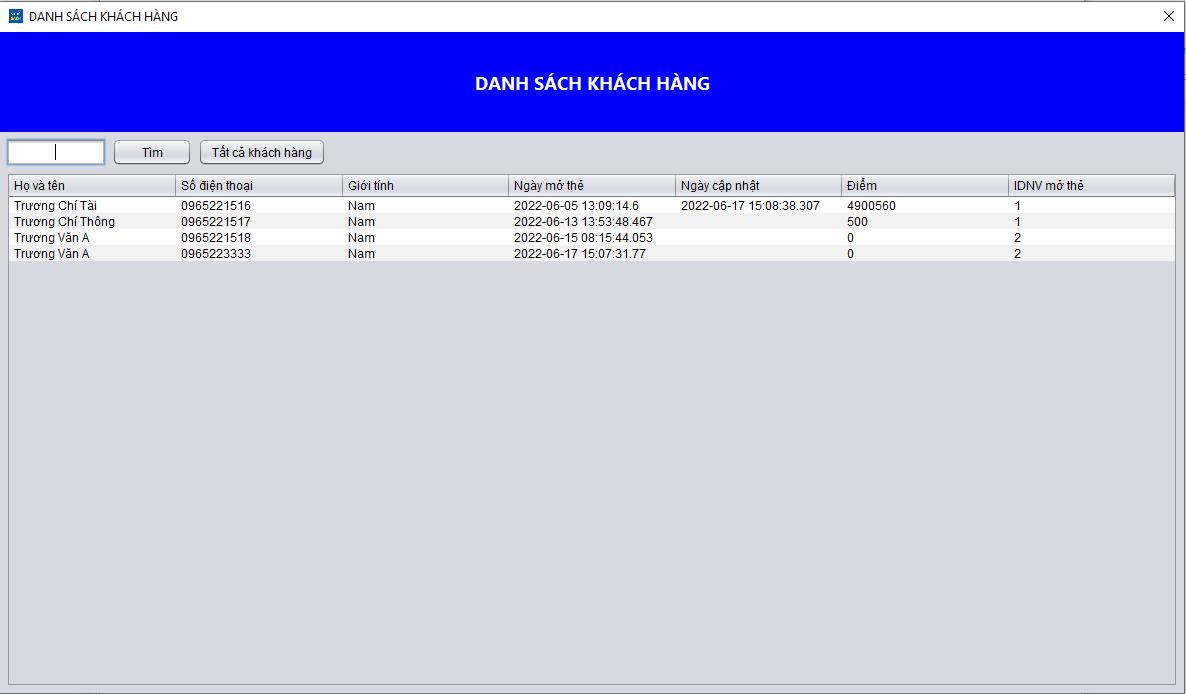 DANH SÁCH KHÁCH HÀNG
DANH SÁCH KHÁCH HÀNG
Tìm Tất cả khách hàng
Họ và tên Số điện thoại Giới tính Ngày mở thẻ Ngày cập nhật Điểm IDNV mở thẻ
Trương Chí Tài 0965221516 Nam 2022-06-05 13:09:14.6 2022-06-17 15:08:38.307 4900560 1
Trương Chí Thông 0965221517 Nam 2022-06-13 13:53:48.467 500 1
Trương Văn A 0965221518 Nam 2022-06-15 08:15:44.053 0 2
Trương Văn A 0965223333 Nam 2022-06-17 15:07:31.77 0 2